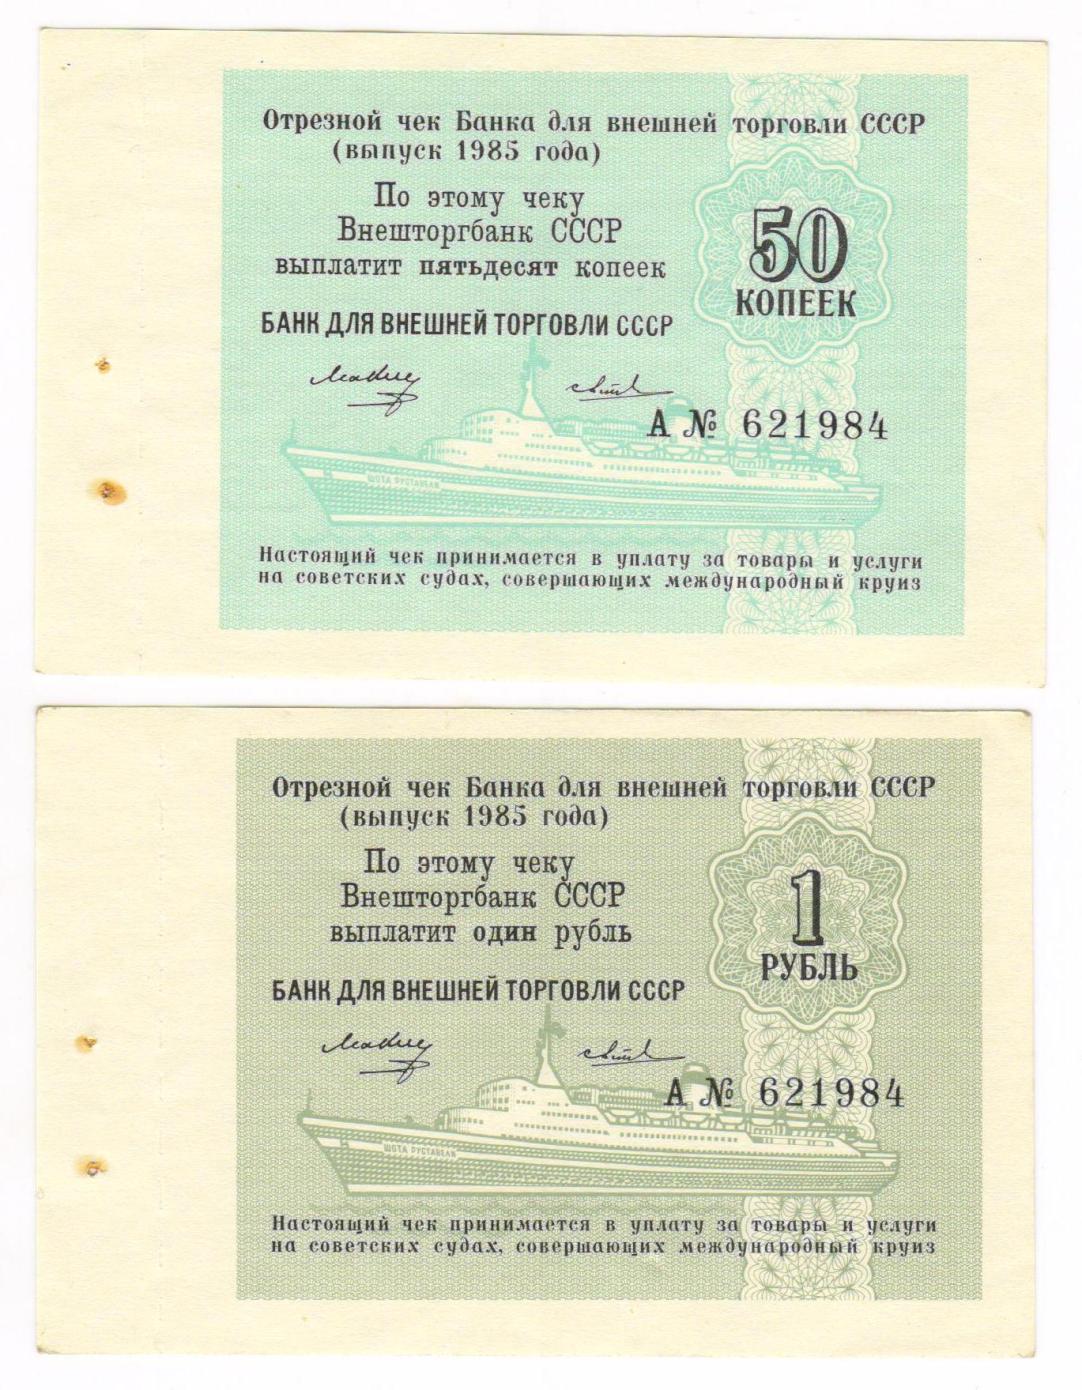 Отрезной чек Банка для внешней торговли СССР
(выпуск 1985 года)
По этому чеку
Внешторгбанк СССР
выплатит пятьдесят копеек
50
КОПЕЕК
БАНК ДЛЯ ВНЕШНЕЙ ТОРГОВЛИ СССР
А № 621984
ШОТА РУСТАВЕЛИ
Настоящий чек принимается в уплату за товары и услуги
на советских судах, совершающих международный круиз
Отрезной чек Банка для внешней торговли СССР
(выпуск 1985 года)
По этому чеку
Внешторгбанк СССР
выплатит один рубль
1
РУБЛЬ
БАНК ДЛЯ ВНЕШНЕЙ ТОРГОВЛИ СССР
А № 621984
ШОТА РУСТАВЕЛИ
Настоящий чек принимается в уплату за товары и услуги
на советских судах, совершающих международный круиз